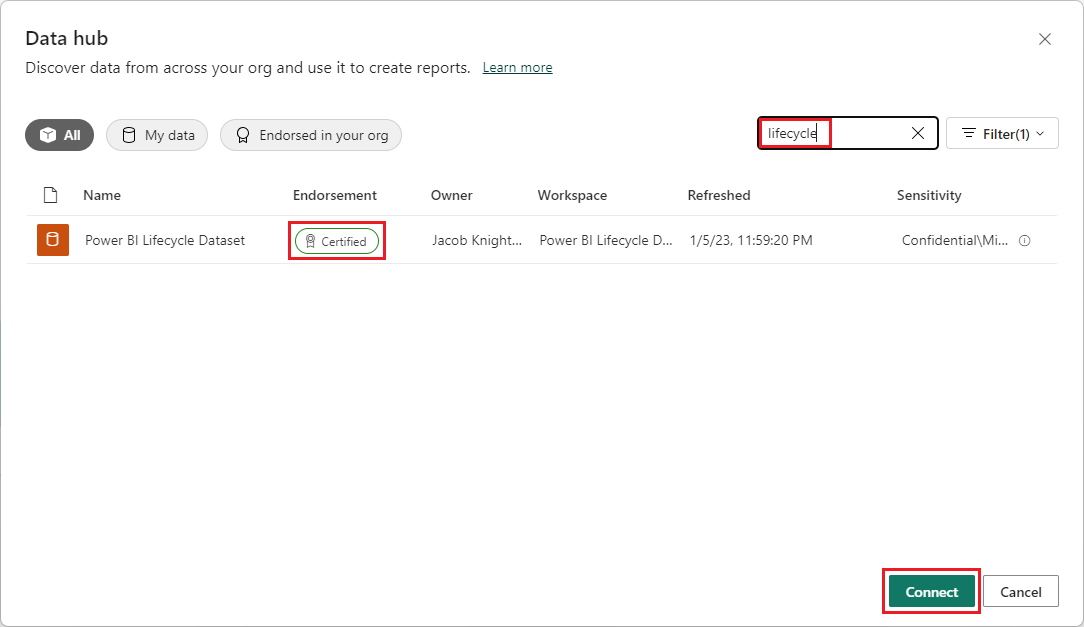 Data hub
Discover data from across your org and use it to create reports. Learn more
All My data Endorsed in your org lifecycle Filter(1)
Name Endorsement Owner Workspace Refreshed Sensitivity
Power BI Lifecycle Dataset Certified Jacob Knight... Power BI Lifecycle D... 1/5/23, 11:59:20 PM Confidential\Mi...
Connect Cancel